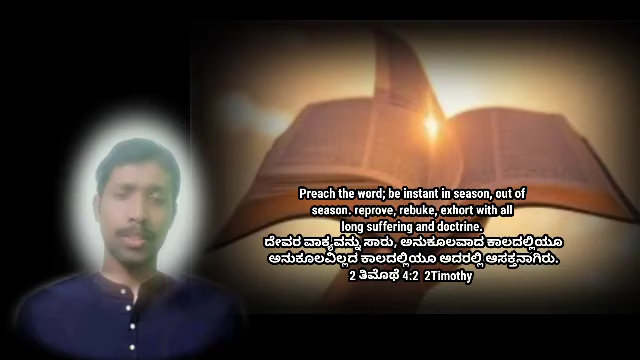 Preach the word; be instant in season, out of
season. reprove, rebuke, exhort with all
long suffering and doctrine.
ದೇವರ ವಾಕ್ಯವನ್ನು ಸಾರು, ಅನುಕೂಲವಾದ ಕಾಲದಲ್ಲಿಯೂ
ಅನುಕೂಲವಿಲ್ಲದ ಕಾಲದಲ್ಲಿಯೂ ಅದರಲ್ಲಿ ಆಸಕ್ತನಾಗಿರು.
2 ತಿಮೊಥೆ 4:2 2Timothy